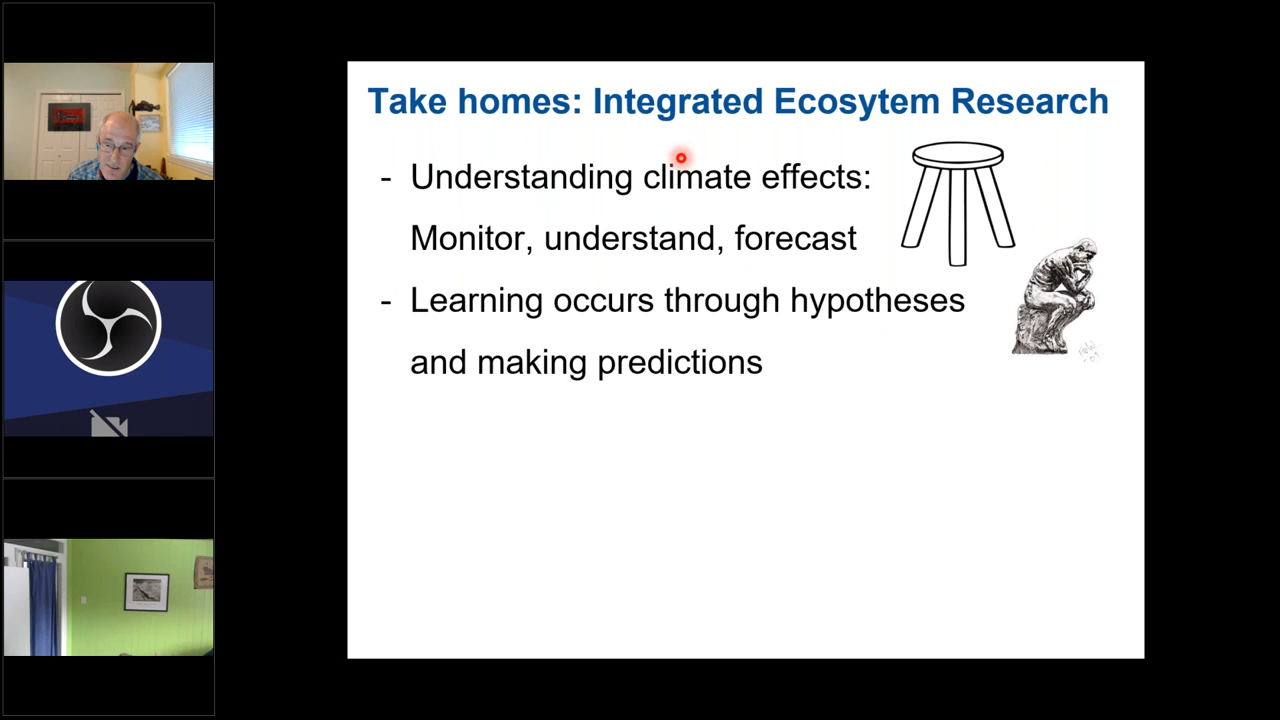 Take homes: Integrated Ecosytem Research
- Understanding climate effects:
Monitor, understand, forecast
- Learning occurs through hypotheses
and making predictions